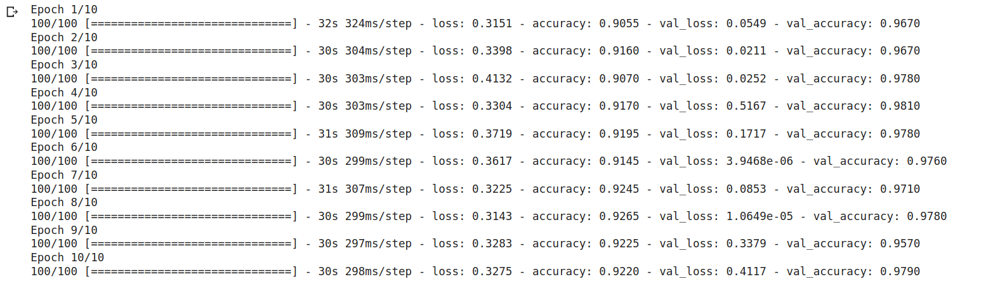 Epoch 1/10
100/100 [==============================] - 32s 324ms/step - loss: 0.3151 - accuracy: 0.9055 - val_loss: 0.0549 - val_accuracy: 0.9670
Epoch 2/10
100/100 [==============================] - 30s 304ms/step - loss: 0.3398 - accuracy: 0.9160 - val_loss: 0.0211 - val_accuracy: 0.9670
Epoch 3/10
100/100 [==============================] - 30s 303ms/step - loss: 0.4132 - accuracy: 0.9070 - val_loss: 0.0252 - val_accuracy: 0.9780
Epoch 4/10
100/100 [==============================] - 30s 303ms/step - loss: 0.3304 - accuracy: 0.9170 - val_loss: 0.5167 - val_accuracy: 0.9810
Epoch 5/10
100/100 [==============================] - 31s 309ms/step - loss: 0.3719 - accuracy: 0.9195 - val_loss: 0.1717 - val_accuracy: 0.9780
Epoch 6/10
100/100 [==============================] - 30s 299ms/step - loss: 0.3617 - accuracy: 0.9145 - val_loss: 3.9468e-06 - val_accuracy: 0.9760
Epoch 7/10
100/100 [==============================] - 31s 307ms/step - loss: 0.3225 - accuracy: 0.9245 - val_loss: 0.0853 - val_accuracy: 0.9710
Epoch 8/10
100/100 [==============================] - 30s 299ms/step - loss: 0.3143 - accuracy: 0.9265 - val_loss: 1.0649e-05 - val_accuracy: 0.9780
Epoch 9/10
100/100 [==============================] - 30s 297ms/step - loss: 0.3283 - accuracy: 0.9225 - val_loss: 0.3379 - val_accuracy: 0.9570
Epoch 10/10
100/100 [==============================] - 30s 298ms/step - loss: 0.3275 - accuracy: 0.9220 - val_loss: 0.4117 - val_accuracy: 0.9790